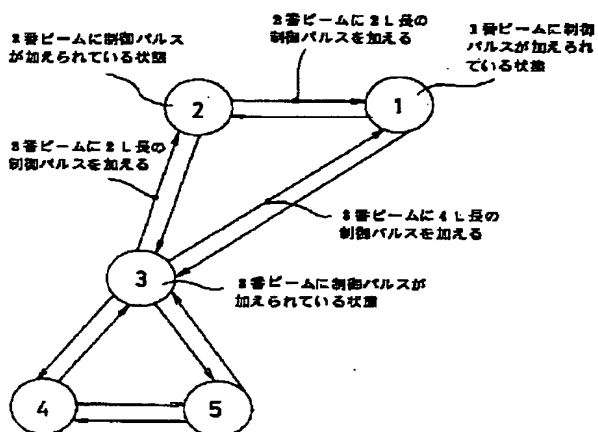 2番ビームに制御パルス
が加えられている状態
2番ビームに2L長の
制御パルスを加える
1番ビームに制御
パルスが加えられ
ている状態
2
1
3番ビームに2L長の
制御パルスを加える
3番ビームに4L長の
制御パルスを加える
3
3番ビームに制御パルスが
加えられている状態
4
5